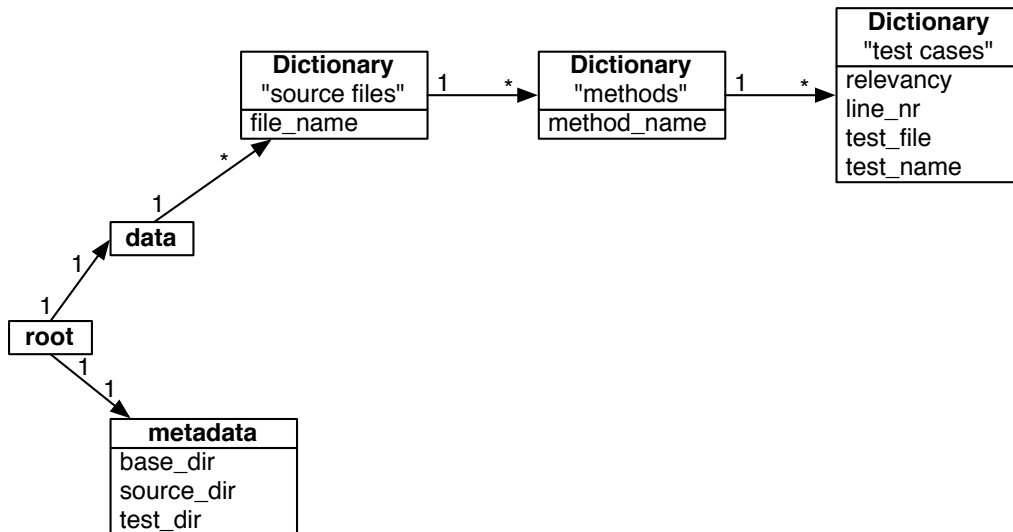 Dictionary
"test cases"
relevancy
line_nr
test_file
test_name
Dictionary
"source files"
file_name
1
*
Dictionary
"methods"
method_name
1
*
*
1
data
1
1
root
1
1
metadata
base_dir
source_dir
test_dir